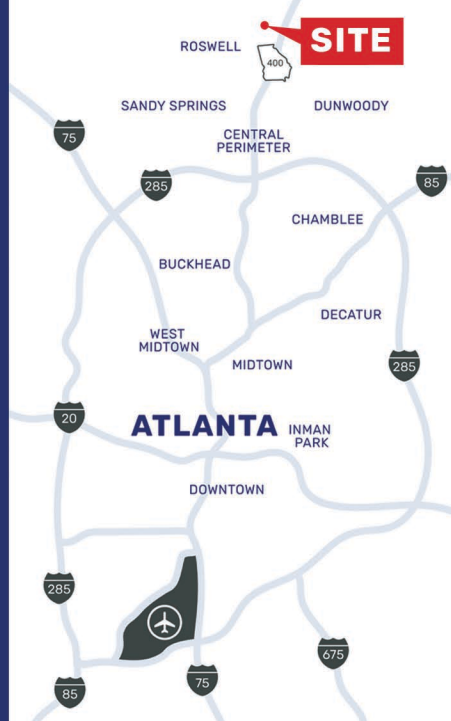 SITE
ROSWELL
400
SANDY SPRINGS
DUNWOODY
75
CENTRAL
PERIMETER
285
85
CHAMBLEE
BUCKHEAD
DECATUR
WEST
MIDTOWN
MIDTOWN
285
20
ATLANTA
INMAN
PARK
DOWNTOWN
285
675
85
75